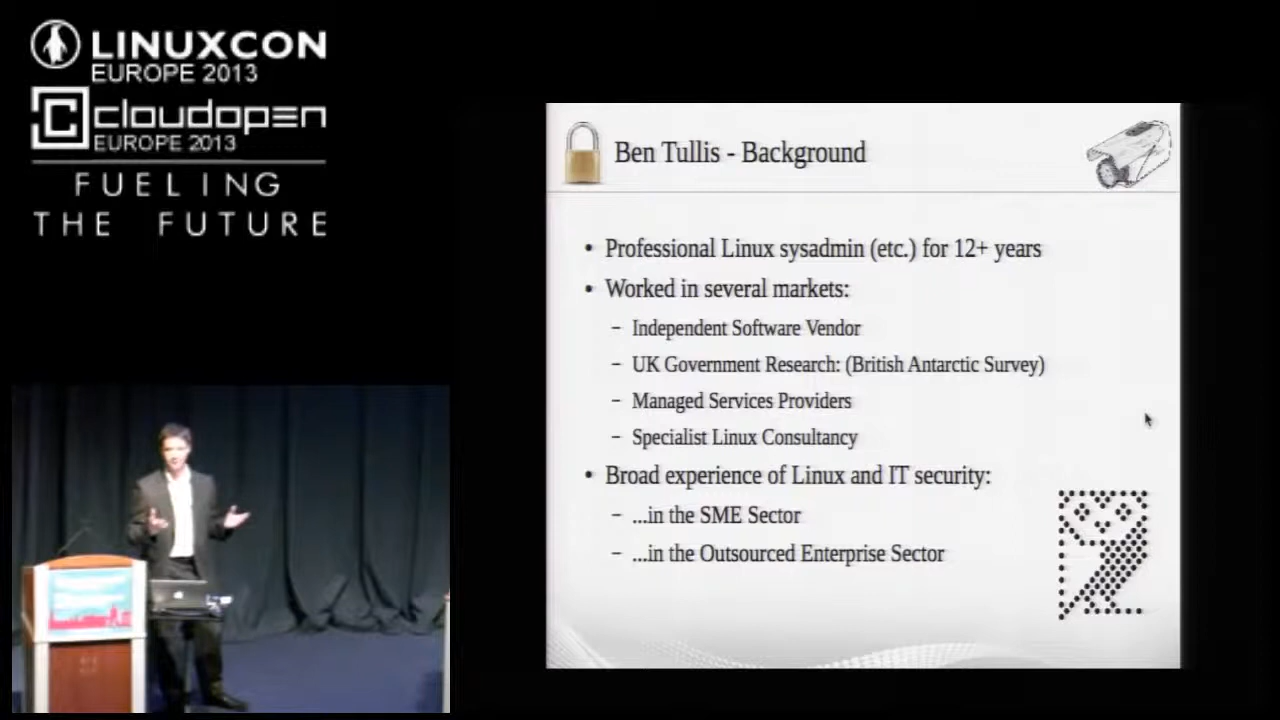 LINUXCON
EUROPE 2013
cloudopen
EUROPE 2013
FUELING
THE FUTURE
Ben Tullis - Background
• Professional Linux sysadmin (etc.) for 12+ years
• Worked in several markets:
– Independent Software Vendor
– UK Government Research: (British Antarctic Survey)
– Managed Services Providers
– Specialist Linux Consultancy
• Broad experience of Linux and IT security:
– ...in the SME Sector
– ...in the Outsourced Enterprise Sector